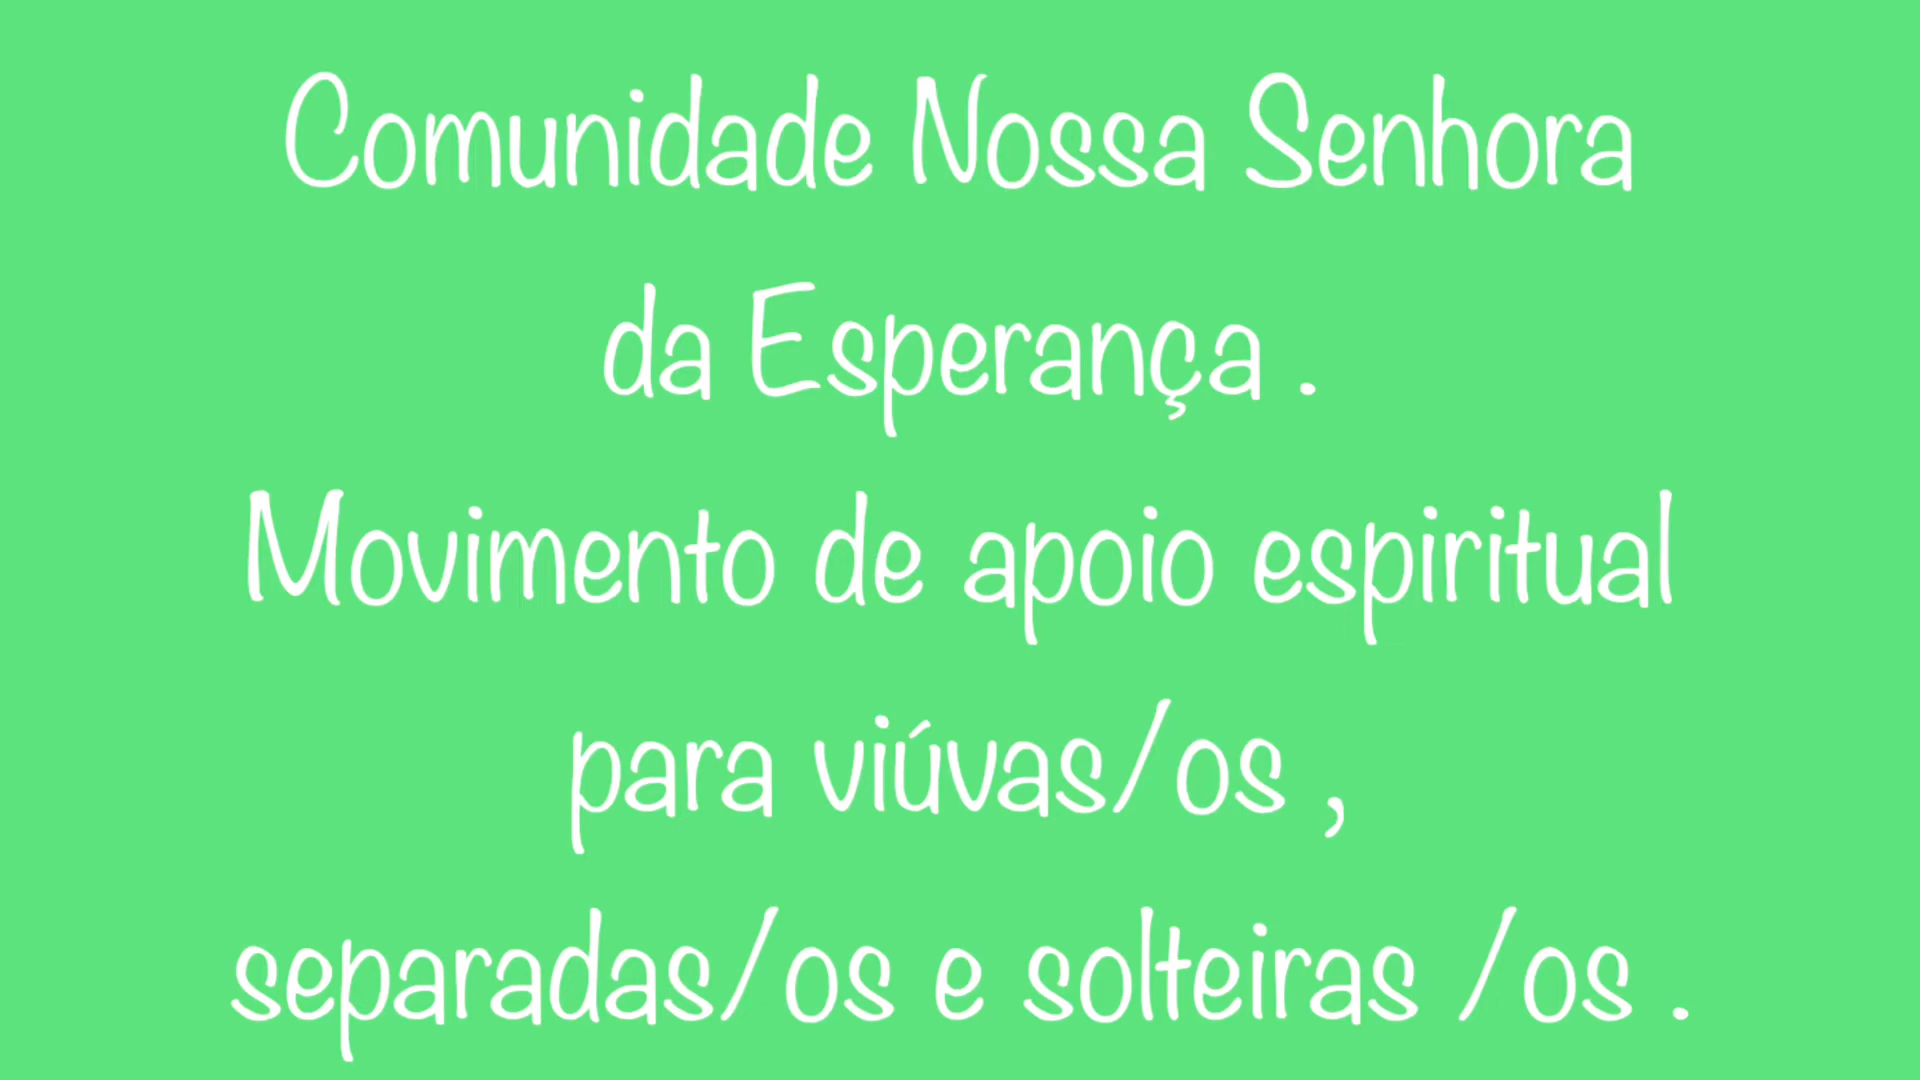 Comunidade Nossa Senhora
da Esperança .
Movimento de apoio espiritual
para viúvas/os ,
separadas/os e solteiras /os .